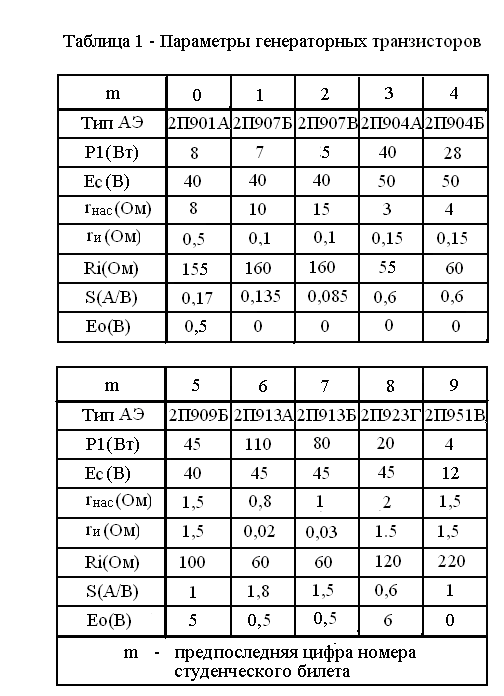 Таблица 1 - Параметры генераторных транзисторов
m 0 1 2 3 4
Тип АЭ 2П901А 2П907Б 2П907В 2П904А 2П904Б
P1(Вт) 8 7 5 40 28
Ec(В) 40 40 40 50 50
rнас(Ом) 8 10 15 3 4
rи(Ом) 0,5 0,1 0,1 0,15 0,15
Ri(Ом) 155 160 160 55 60
S(А/В) 0,17 0,135 0,085 0,6 0,6
Eo(В) 0,5 0 0 0 0
m 5 6 7 8 9
Тип АЭ 2П909Б 2П913А 2П913Б 2П923Г 2П951В
P1(Вт) 45 110 80 20 4
Ec(В) 40 45 45 45 12
rнас(Ом) 1,5 0,8 1 2 1,5
rи(Ом) 1,5 0,02 0,03 1.5 1,5
Ri(Ом) 100 60 60 120 220
S(А/В) 1 1,8 1,5 0,6 1
Eo(В) 5 0,5 0,5 6 0
m - предпоследняя цифра номера
студенческого билета